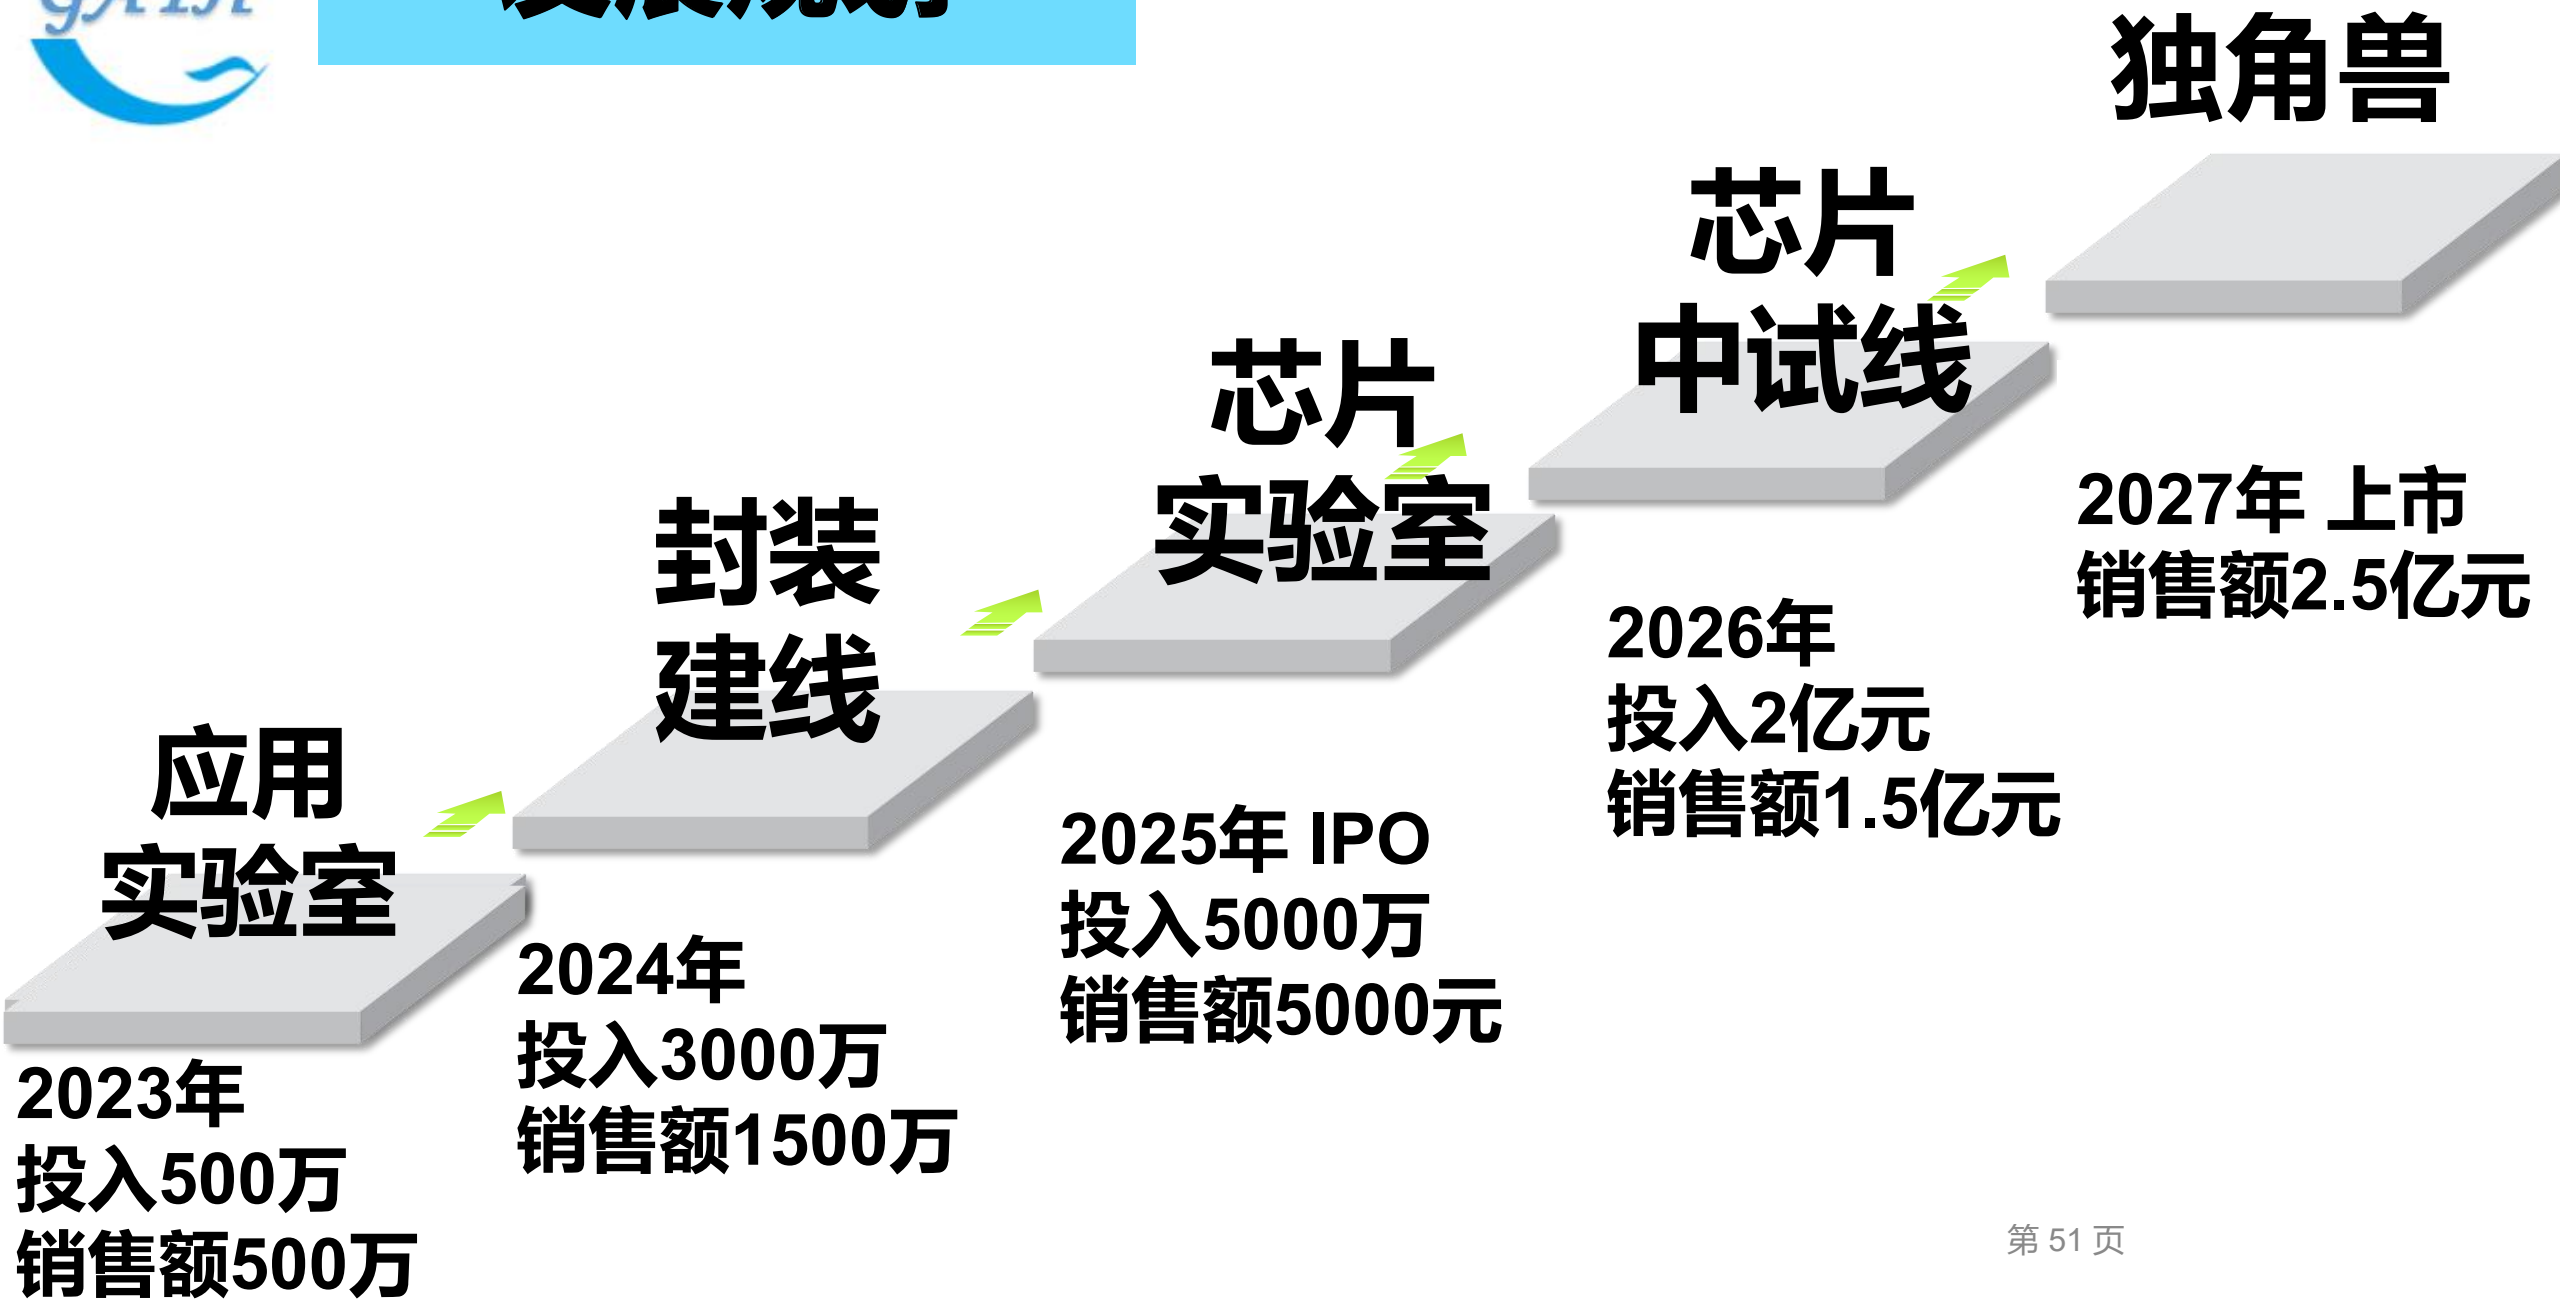 发展规划
独角兽
芯片
中试线
芯片
实验室
封装
建线
应用
实验室
2027年 上市
销售额2.5亿元
2026年
投入2亿元
销售额1.5亿元
2025年 IPO
投入5000万
销售额5000元
2024年
投入3000万
销售额1500万
2023年
投入500万
销售额500万
第 51 页